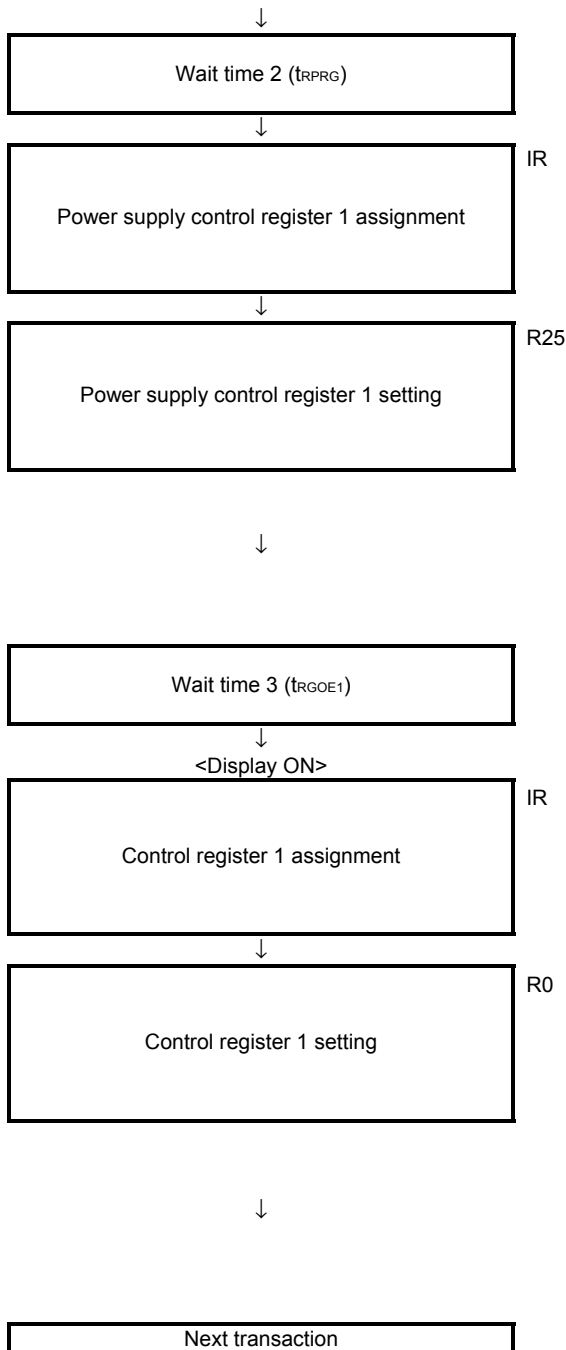 ↓
Wait time 2 (tRPRG)
↓
IR
Power supply control register 1 assignment
↓
R25
Power supply control register 1 setting
↓
Wait time 3 (tRGOE1)
↓
<Display ON>
IR
Control register 1 assignment
↓
R0
Control register 1 setting
↓
Next transaction